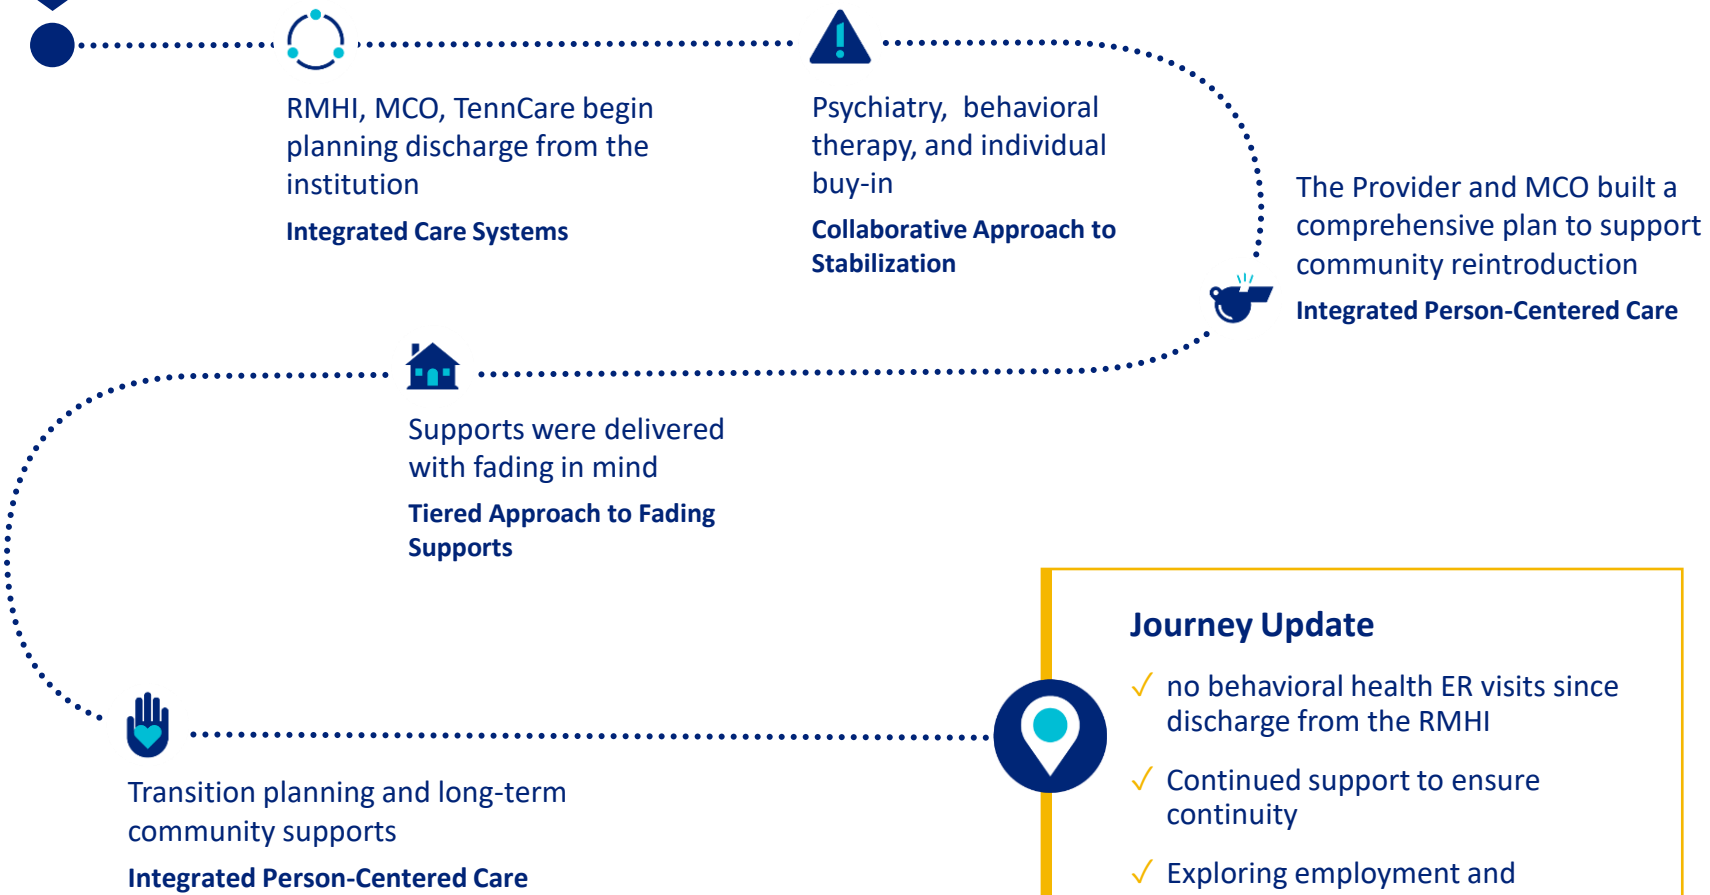 RMHI, MCO, TennCare begin
planning discharge from the
institution
Integrated Care Systems
Psychiatry, behavioral
therapy, and individual
buy-in
Collaborative Approach to
Stabilization
The Provider and MCO built a
comprehensive plan to support
community reintroduction
Integrated Person-Centered Care
Supports were delivered
with fading in mind
Tiered Approach to Fading
Supports
Transition planning and long-term
community supports
Integrated Person-Centered Care
Journey Update
✓ no behavioral health ER visits since
discharge from the RMHI
✓ Continued support to ensure
continuity
✓ Exploring employment and